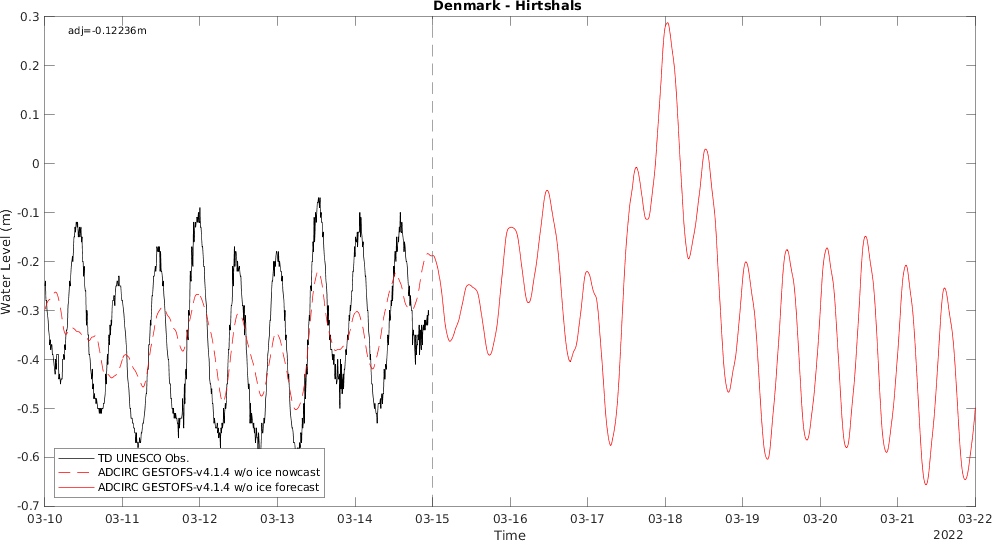 Denmark - Hirtshals
adj=-0.12236m
0.3
0.2
0.1
0
-0.1
-0.2
-0.3
-0.4
-0.5
-0.6
-0.7
Water Level (m)
TD UNESCO Obs.
ADCIRC GESTOFS-v4.1.4 w/o ice nowcast
ADCIRC GESTOFS-v4.1.4 w/o ice forecast
03-10 03-11 03-12 03-13 03-14 03-15 03-16 03-17 03-18 03-19 03-20 03-21 03-22
Time
2022